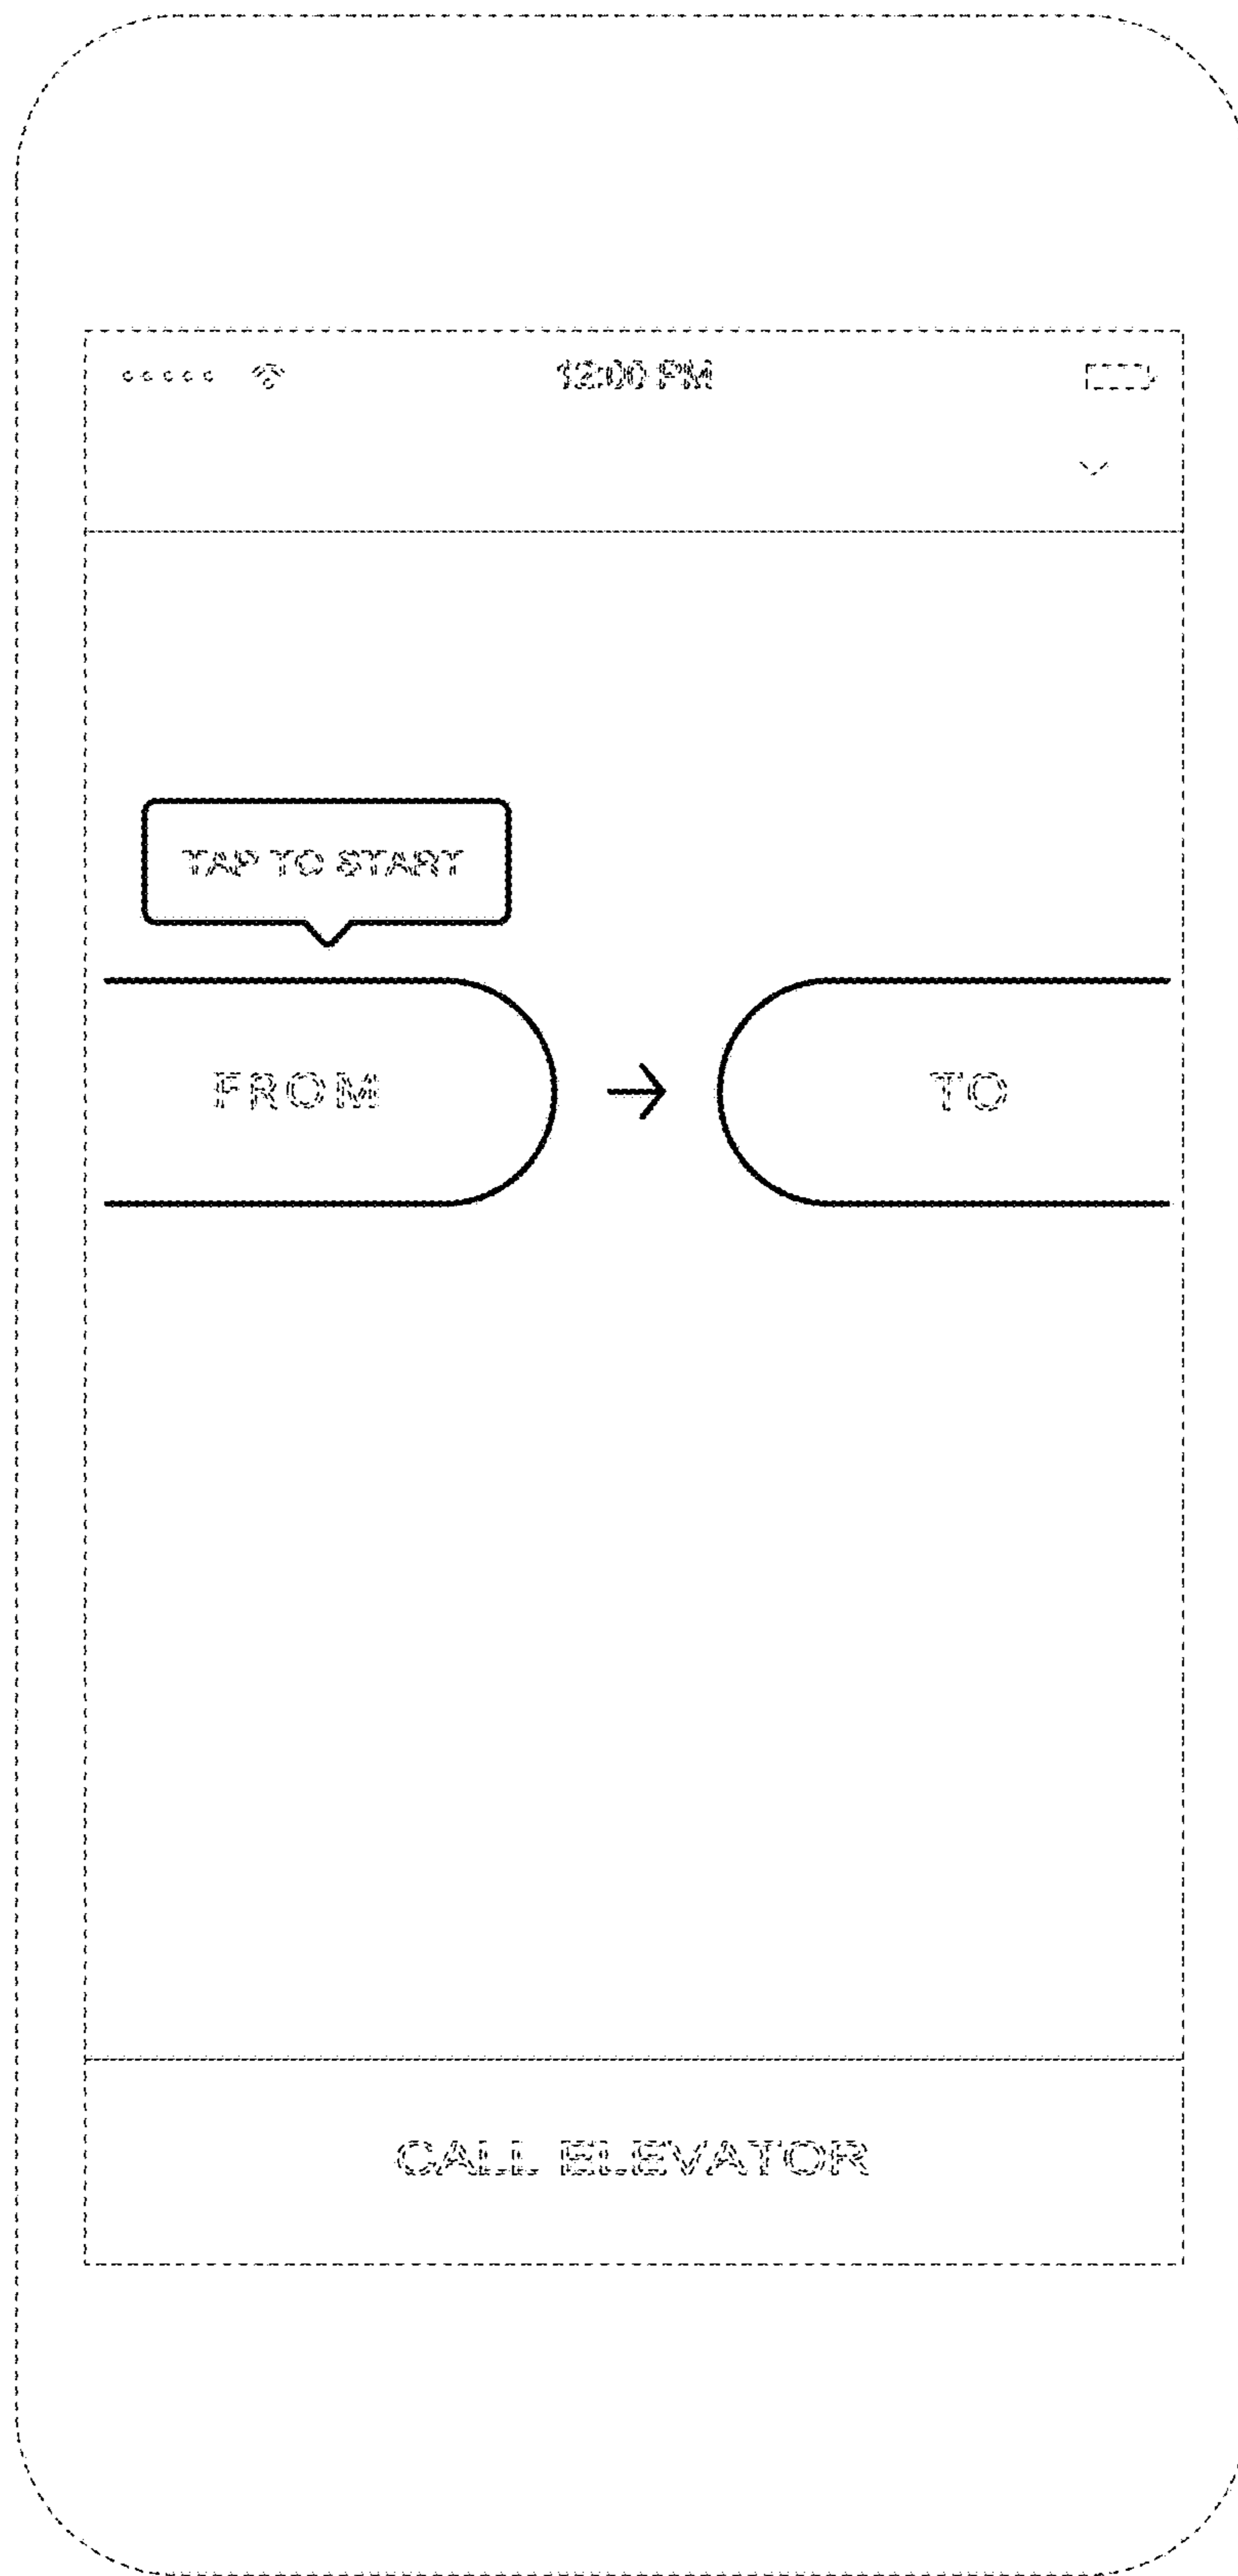 12:00 PM
TAP TO START
FROM
TO
CALL ELEVATOR